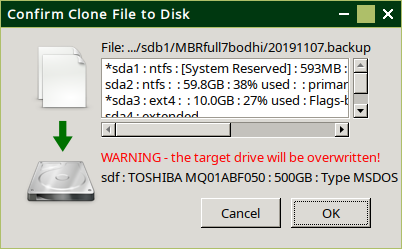 Confirm Clone File to Disk
File: .../sdb1/MBRfull7bodhi/20191107.backup
*sda1 : ntfs : [System Reserved] : 593MB :
sda2 : ntfs : : 59.8GB : 38% used : : primar
*sda3 : ext4 : : 10.0GB : 27% used : Flags-b
sda4 : extended
WARNING - the target drive will be overwritten!
sdf : TOSHIBA MQ01ABF050 : 500GB : Type MSDOS
Cancel
OK